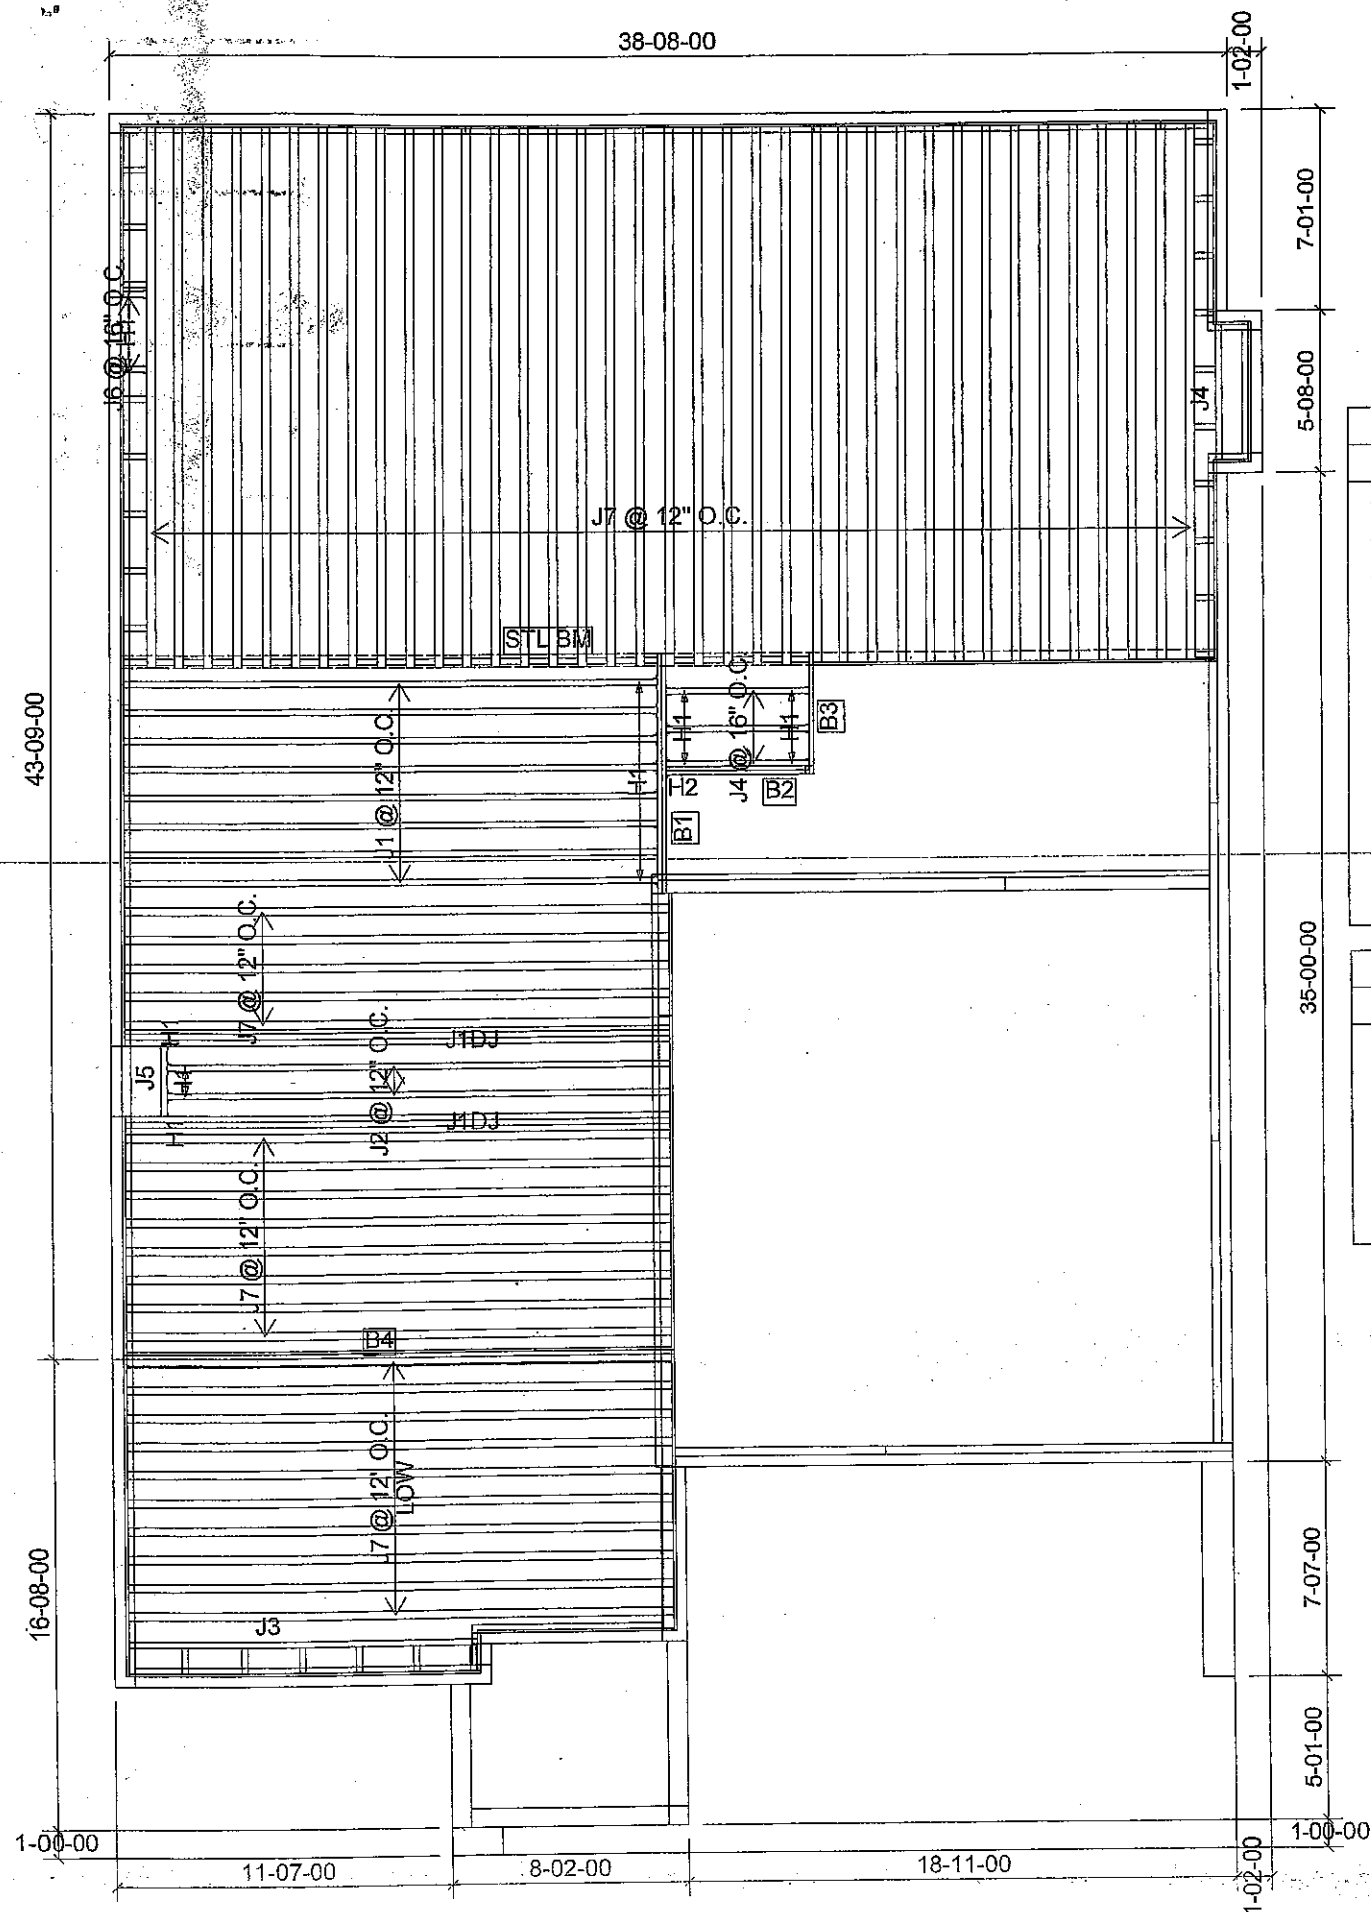 38-08-00
1-02-00
7-01-00
J6 @ 16" O.C
H1
J4
5-08-00
J7 @ 12" O.C.
STL BM
43-09-00
J1 @ 12" O.C.
H1
H1
J4 @ 16" O.C.
H1
B3
H2
B2
B1
J7 @ 12" O.C.
35-00-00
H1
J5
H1
J2 @ 12" O.C.
J1DJ
H1
J1DJ
J7 @ 12" O.C.
B4
J7 @ 12' O.C.
LOW
16-08-00
7-07-00
J3
5-01-00
1-00-00
1-00-00
11-07-00
8-02-00
18-11-00
1-02-00